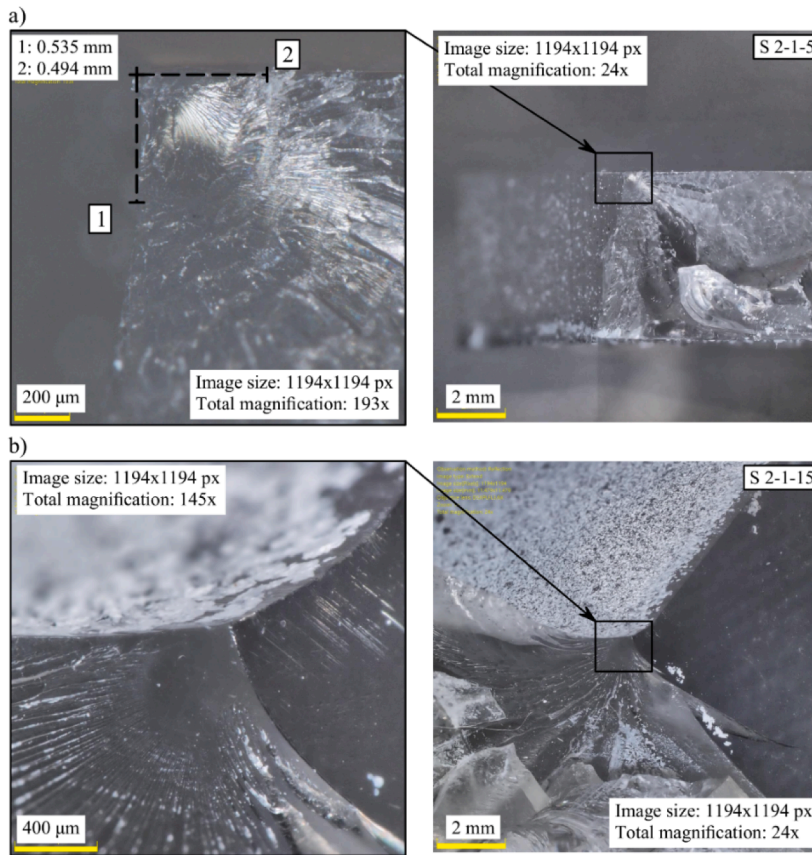 a)
1: 0.535 mm
2: 0.494 mm
2
1
Image size: 1194x1194 px
Total magnification: 193x
200 µm
Image size: 1194x1194 px
Total magnification: 24x
S 2-1-5
2 mm
b)
Image size: 1194x1194 px
Total magnification: 145x
400 µm
S 2-1-15
Image size: 1194x1194 px
Total magnification: 24x
2 mm